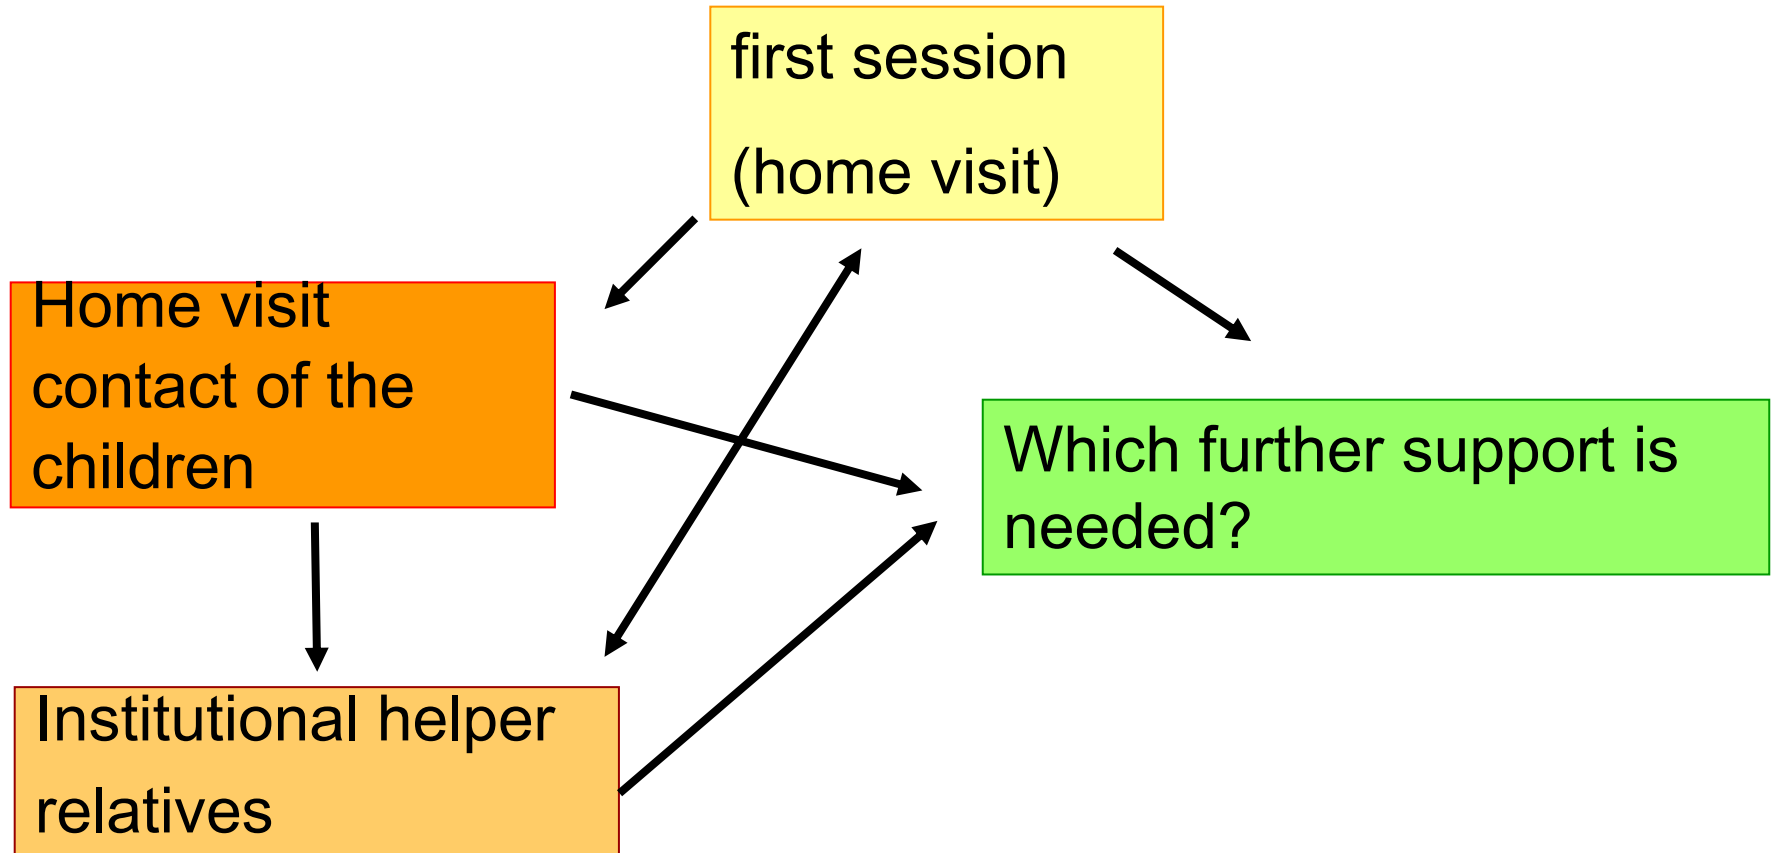 first session
(home visit)
Home visit
contact of the
children
Which further support is
needed?
Institutional helper
relatives